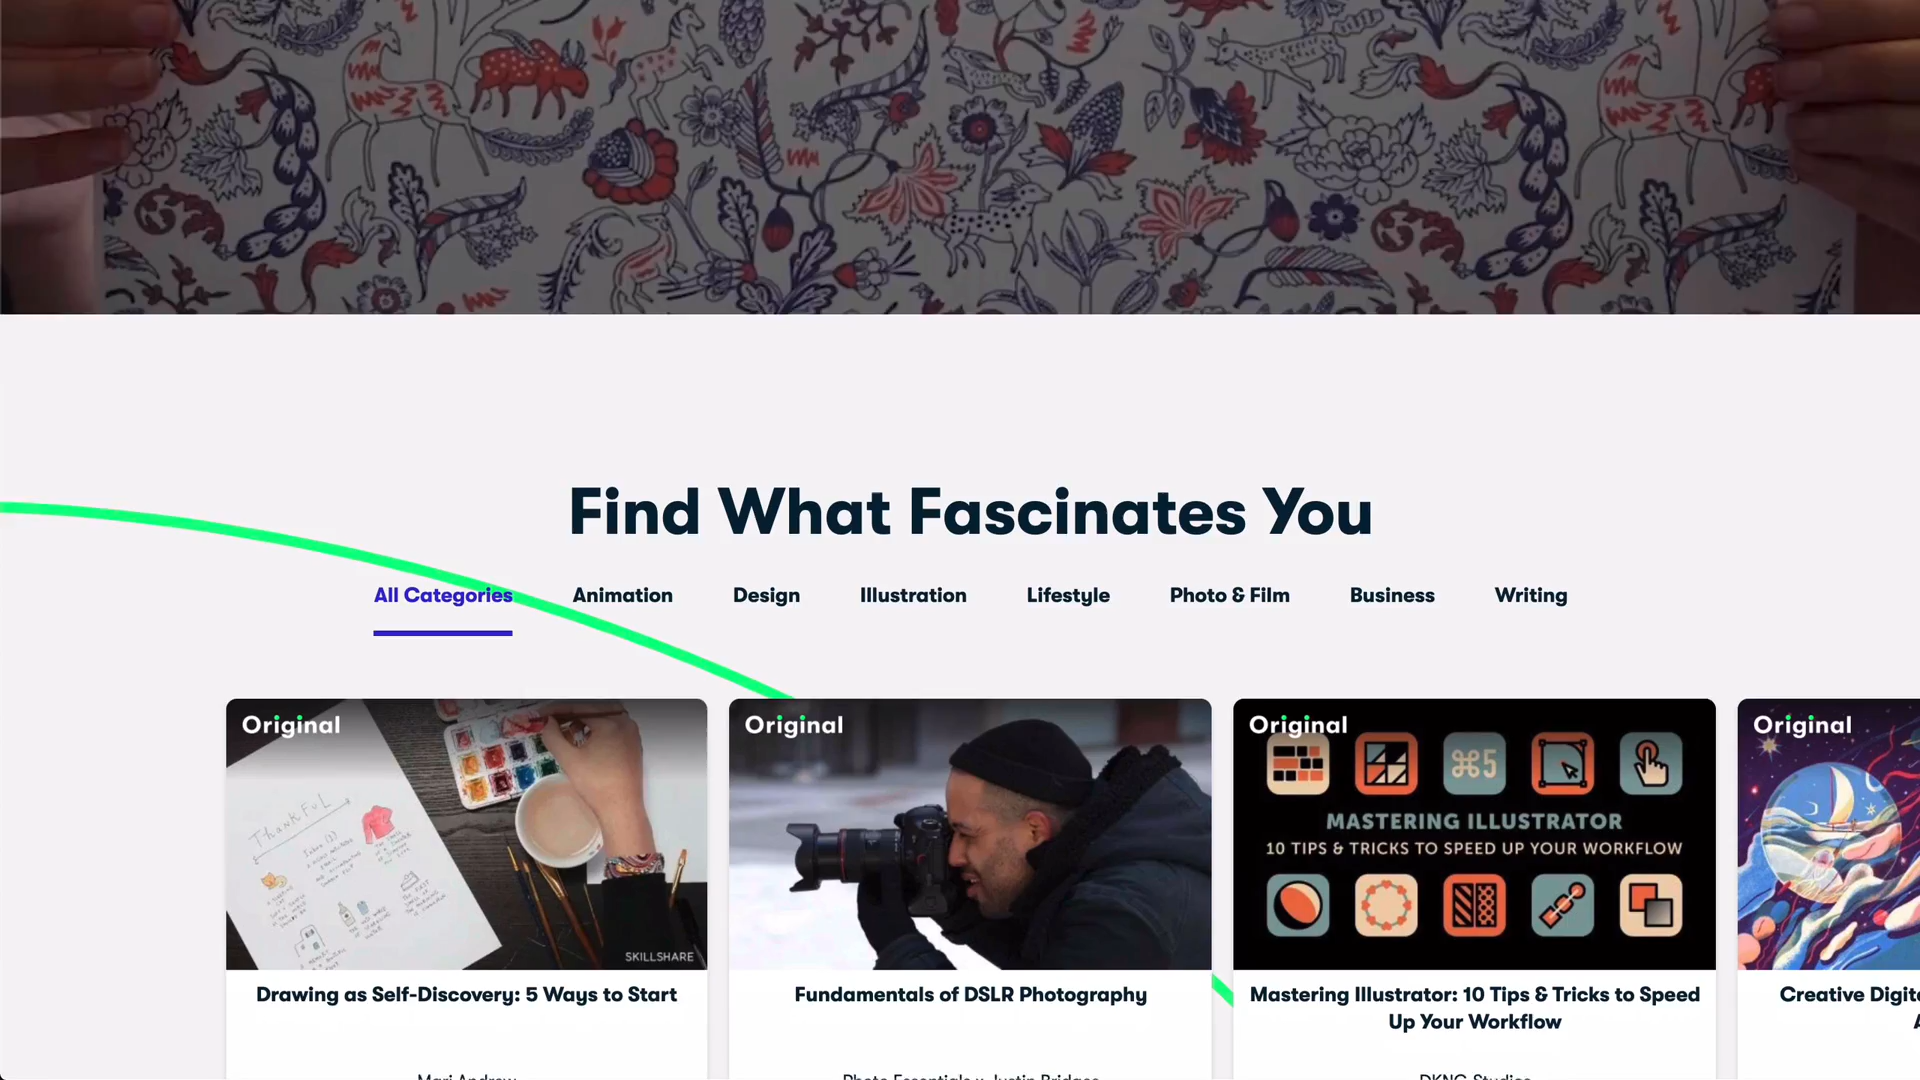 Find What Fascinates You
All Categories Animation Design Illustration Lifestyle Photo & Film Business Writing
Original
Original
Original
Original
THANKFUL
SKILLSHARE
⌘5
MASTERING ILLUSTRATOR
10 TIPS & TRICKS TO SPEED UP YOUR WORKFLOW
Drawing as Self-Discovery: 5 Ways to Start
Fundamentals of DSLR Photography
Mastering Illustrator: 10 Tips & Tricks to Speed
Up Your Workflow
Creative
Mari Andrew
Photo Essentials x Justin Bridges
DKNG Studios